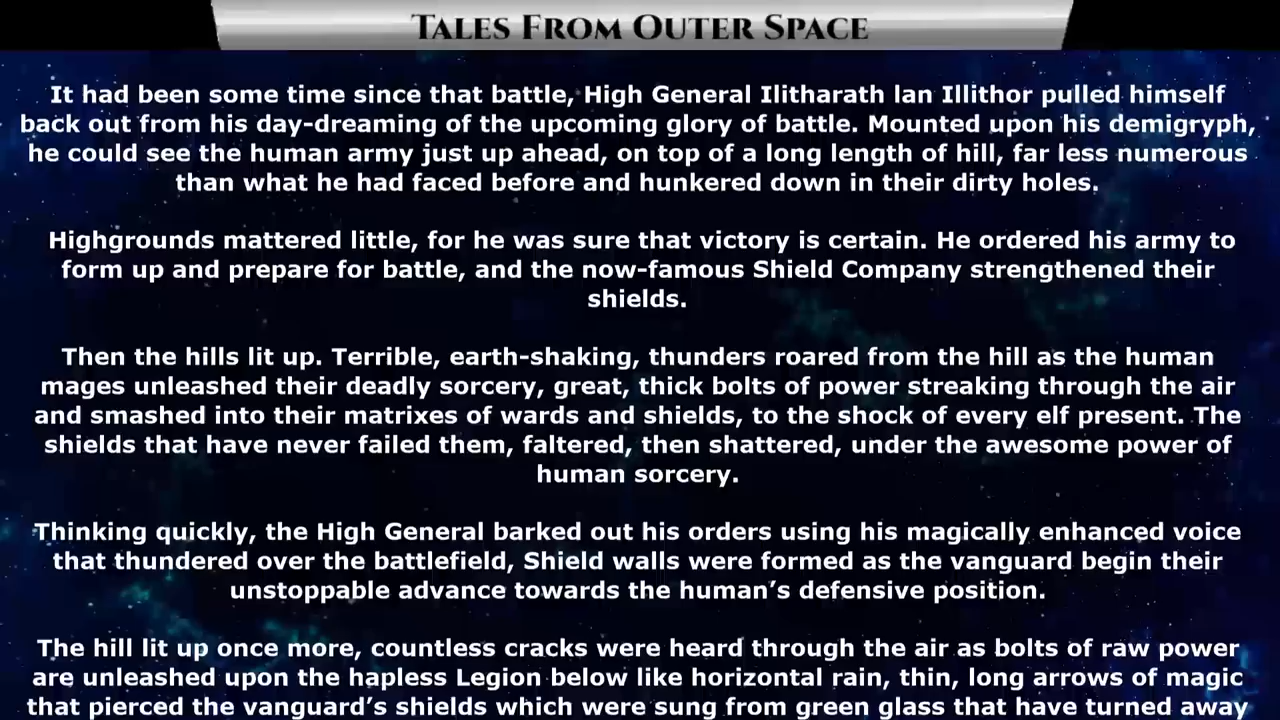 Tales From Outer Space
It had been some time since that battle, High General Ilitharath lan Illithor pulled himself
back out from his day-dreaming of the upcoming glory of battle. Mounted upon his demigryph,
he could see the human army just up ahead, on top of a long length of hill, far less numerous
than what he had faced before and hunkered down in their dirty holes.
Highgrounds mattered little, for he was sure that victory is certain. He ordered his army to
form up and prepare for battle, and the now-famous Shield Company strengthened their
shields.
Then the hills lit up. Terrible, earth-shaking, thunders roared from the hill as the human
mages unleashed their deadly sorcery, great, thick bolts of power streaking through the air
and smashed into their matrixes of wards and shields, to the shock of every elf present. The
shields that have never failed them, faltered, then shattered, under the awesome power of
human sorcery.
Thinking quickly, the High General barked out his orders using his magically enhanced voice
that thundered over the battlefield, Shield walls were formed as the vanguard begin their
unstoppable advance towards the human’s defensive position.
The hill lit up once more, countless cracks were heard through the air as bolts of raw power
are unleashed upon the hapless Legion below like horizontal rain, thin, long arrows of magic
that pierced the vanguard’s shields which were sung from green glass that have turned away